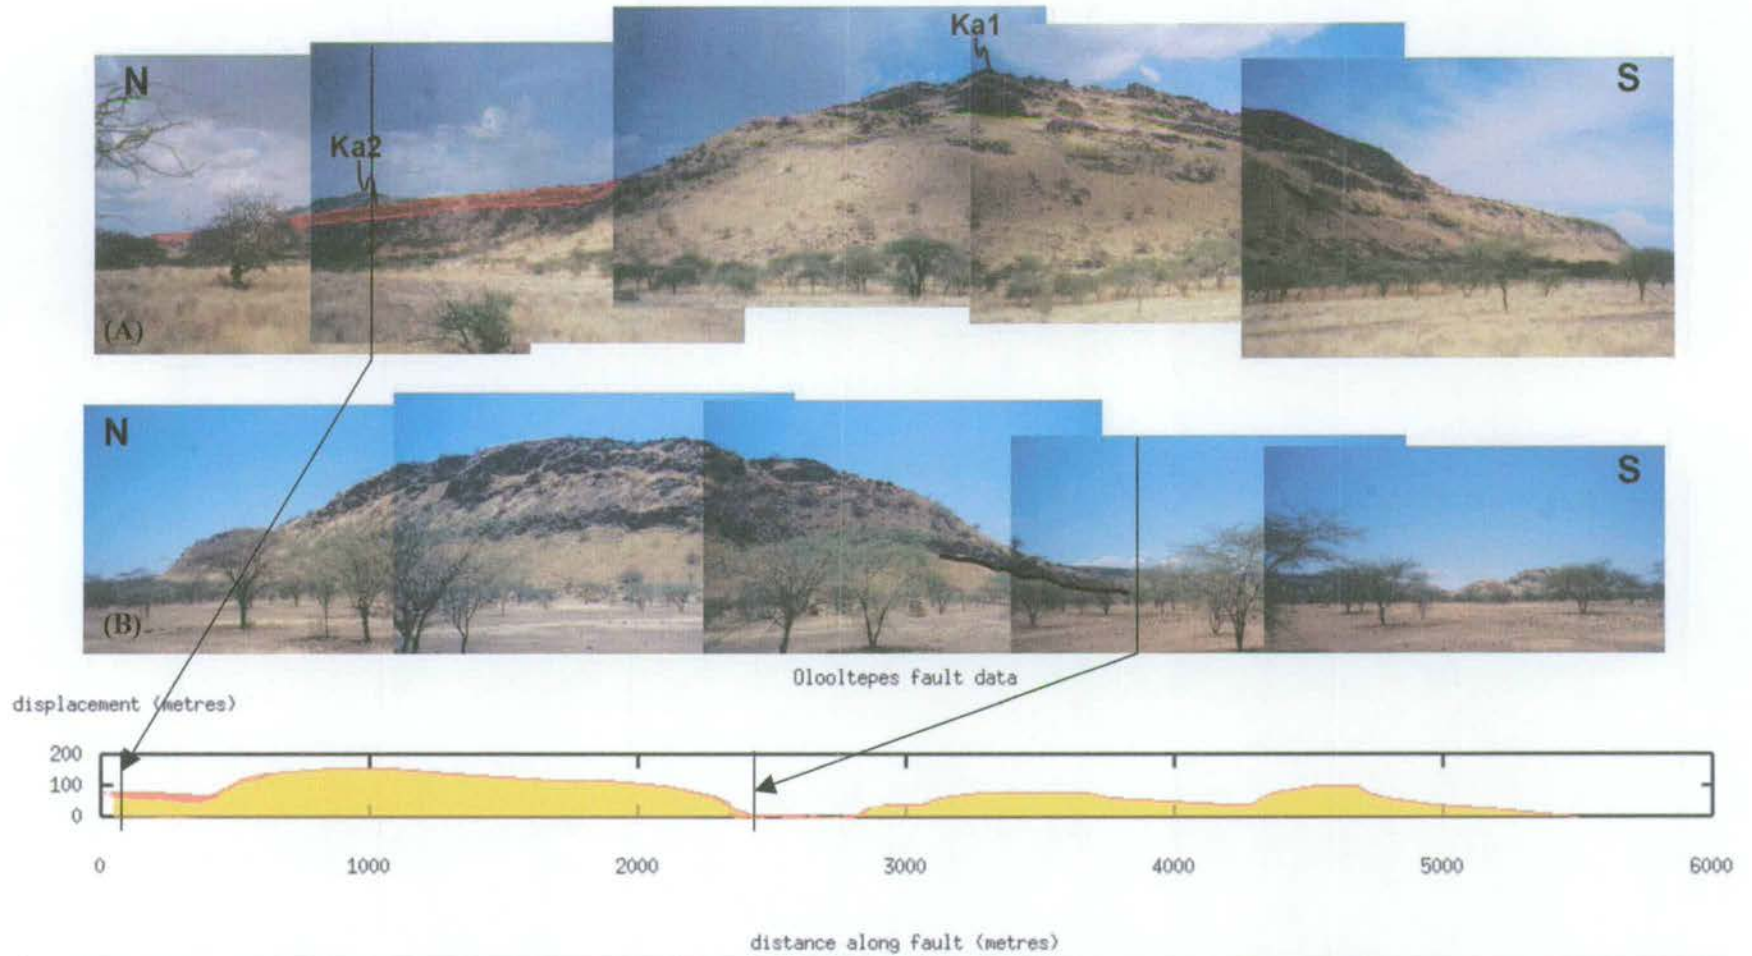 Ka1
N
S
Ka2
(A)
N
S
(B)
Olooltepes fault data
displacement (metres)
200
100
0
0 1000 2000 3000 4000 5000 6000
distance along fault (metres)